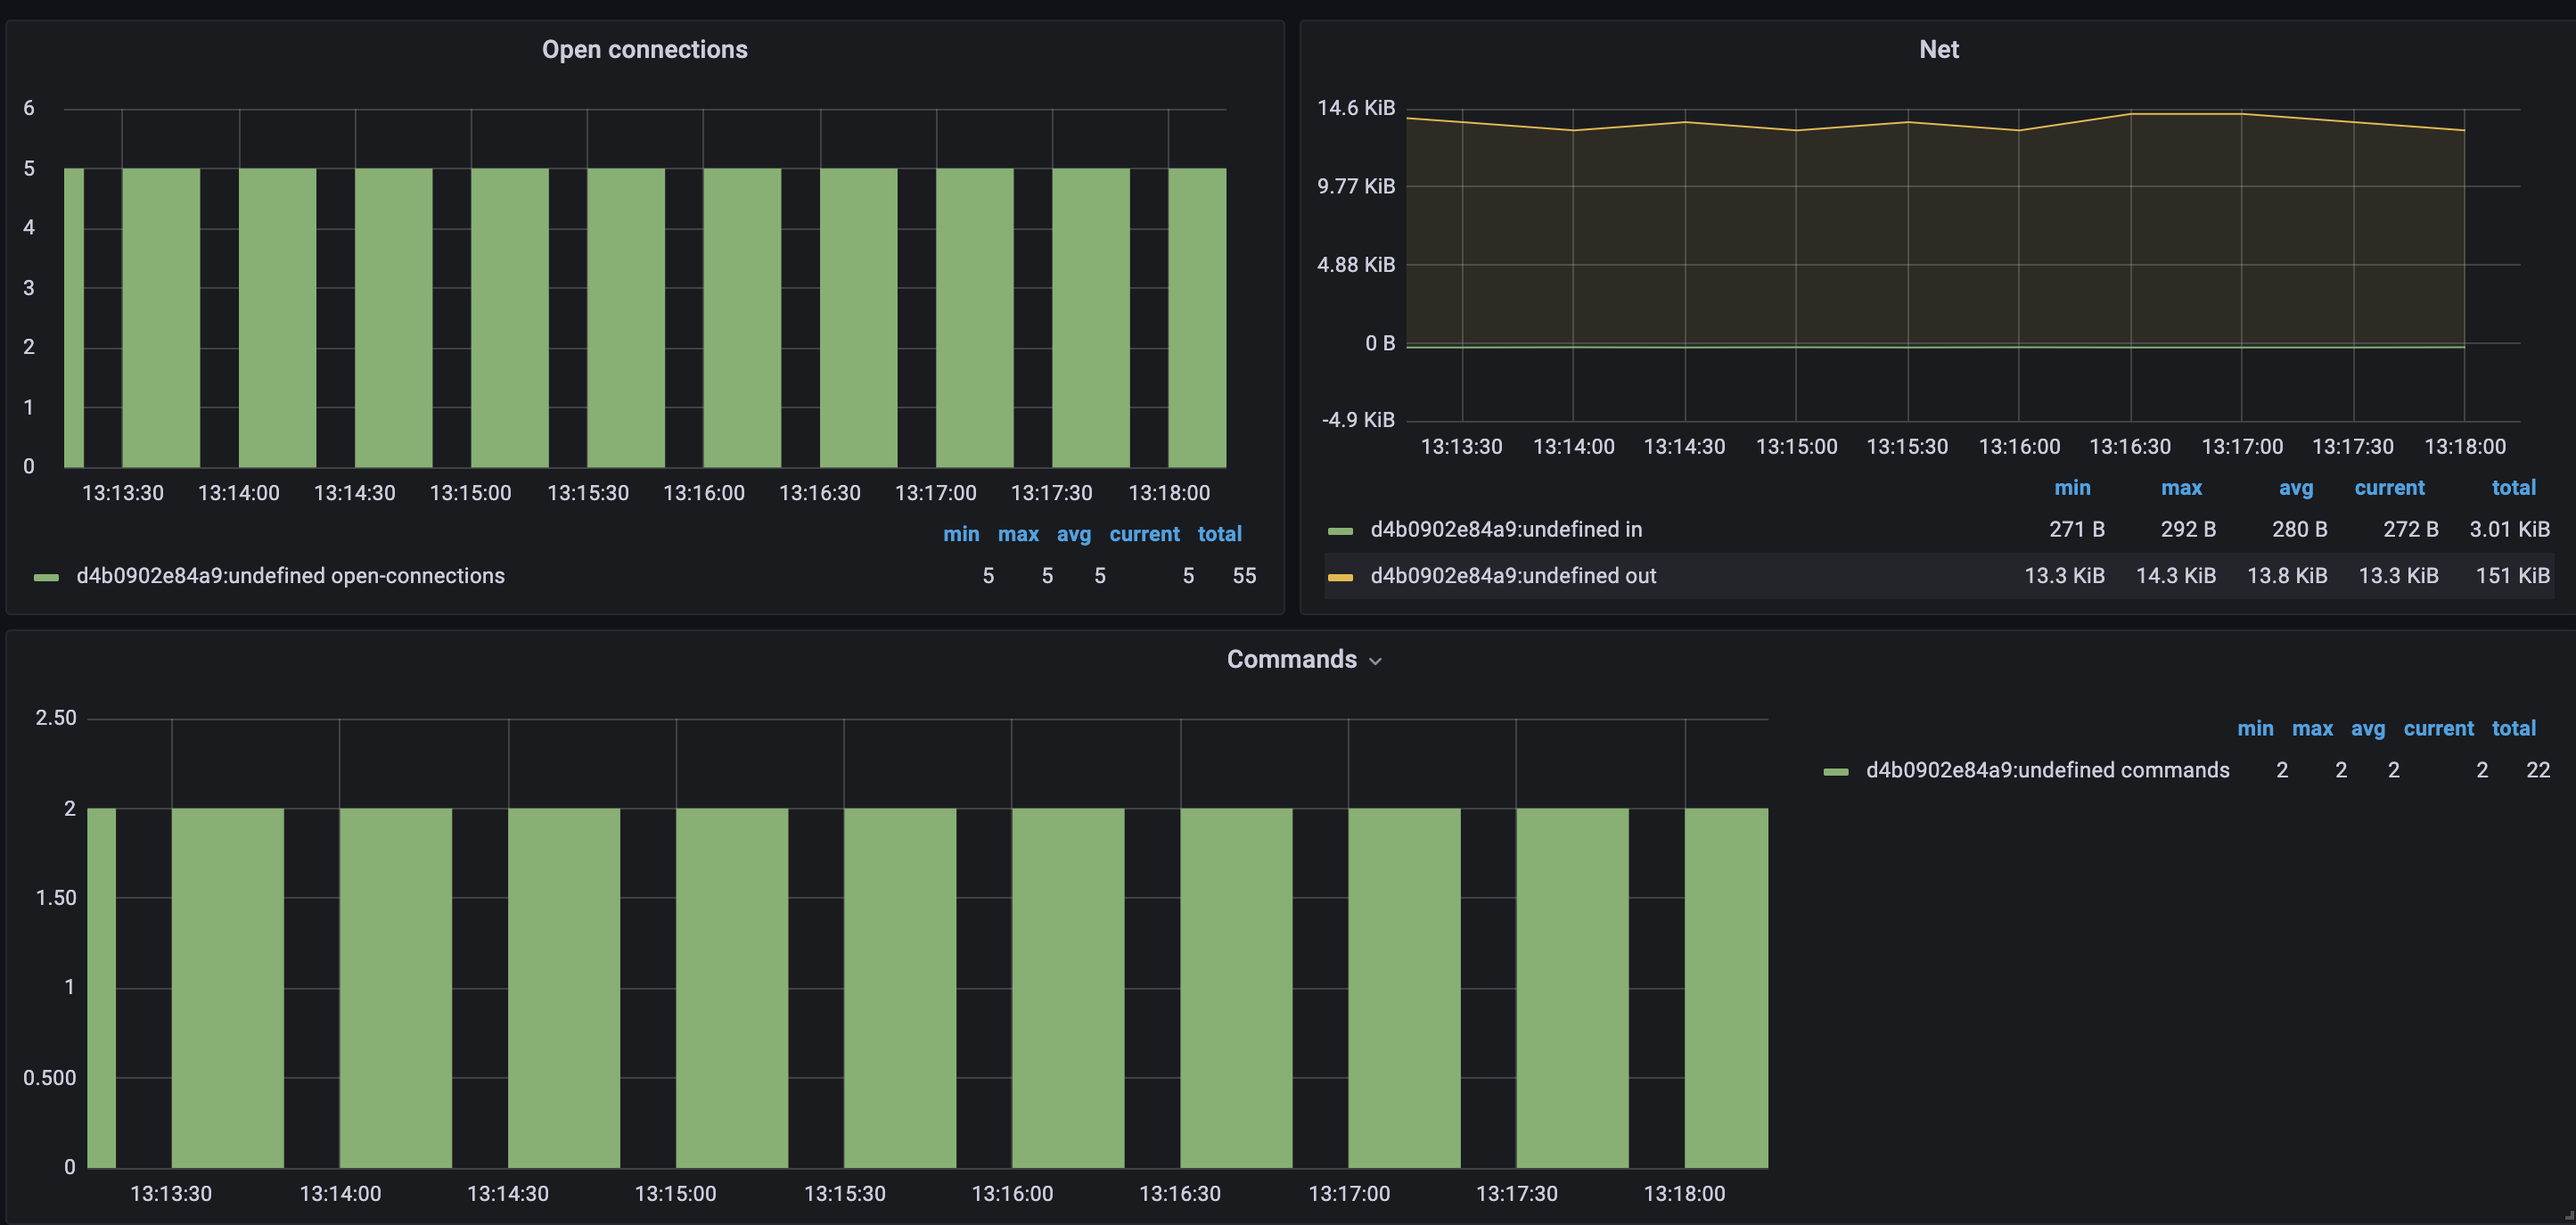 Open connections
6
5
4
3
2
1
0
13:13:30 13:14:00 13:14:30 13:15:00 13:15:30 13:16:00 13:16:30 13:17:00 13:17:30 13:18:00
min max avg current total
d4b0902e84a9:undefined open-connections 5 5 5 5 55
Net
14.6 KiB
9.77 KiB
4.88 KiB
0 B
-4.9 KiB
13:13:30 13:14:00 13:14:30 13:15:00 13:15:30 13:16:00 13:16:30 13:17:00 13:17:30 13:18:00
min max avg current total
d4b0902e84a9:undefined in 271 B 292 B 280 B 272 B 3.01 KiB
d4b0902e84a9:undefined out 13.3 KiB 14.3 KiB 13.8 KiB 13.3 KiB 151 KiB
Commands
2.50
2
1.50
1
0.500
0
13:13:30 13:14:00 13:14:30 13:15:00 13:15:30 13:16:00 13:16:30 13:17:00 13:17:30 13:18:00
min max avg current total
d4b0902e84a9:undefined commands 2 2 2 2 22